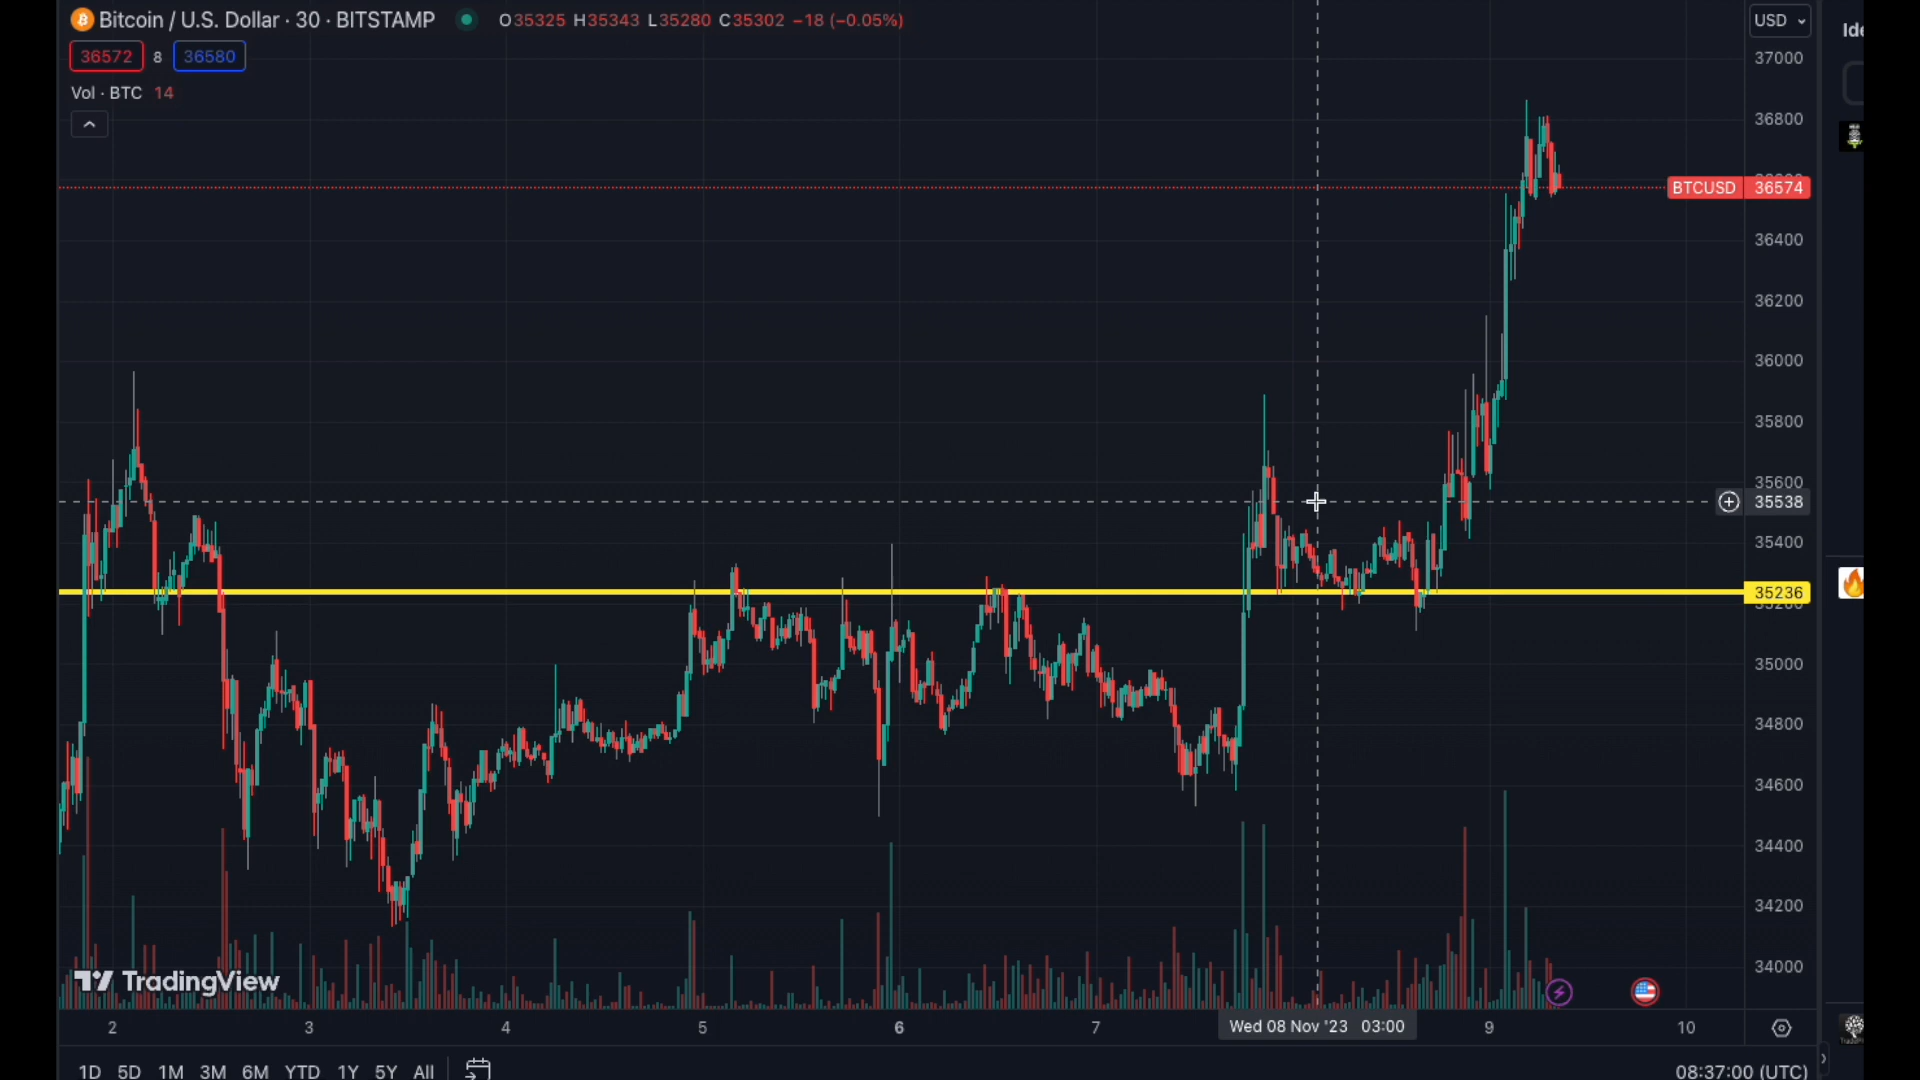 Bitcoin / U.S. Dollar · 30 · BITSTAMP O35325 H35343 L35280 C35302 −18 (−0.05%)
USD
Ide
36572 8 36580
Vol · BTC 14
37000
36800
BTCUSD 36574
36400
36200
36000
35800
35600
35538
35400
35236
35000
34800
34600
34400
34200
34000
TradingView
2 3 4 5 6 7 Wed 08 Nov '23 03:00 9 10
1D 5D 1M 3M 6M YTD 1Y 5Y All 08:37:00 (UTC)